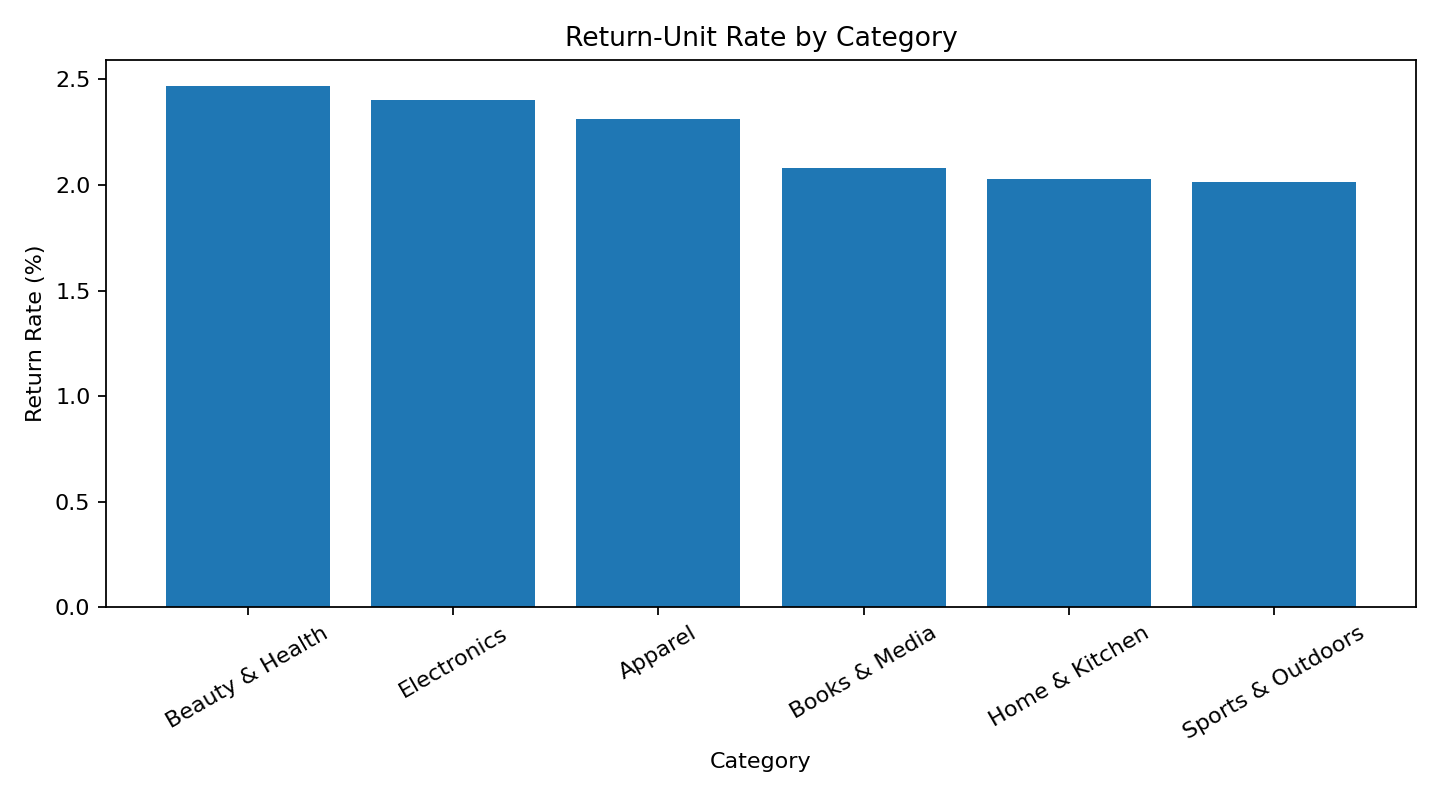 Return-Unit Rate by Category
Return Rate (%)
2.5
2.0
1.5
1.0
0.5
0.0
Beauty & Health
Electronics
Apparel
Books & Media
Home & Kitchen
Sports & Outdoors
Category